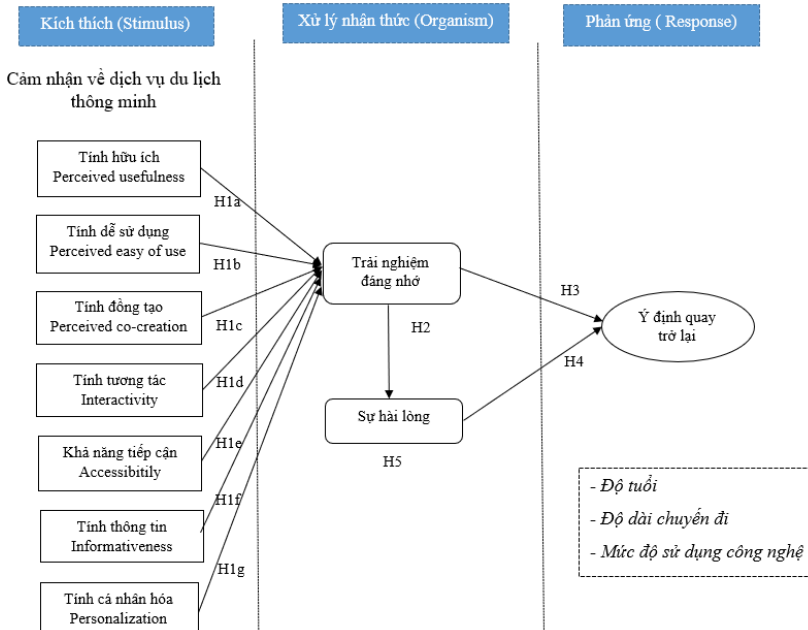 Kích thích (Stimulus)
Xử lý nhận thức (Organism)
Phản ứng ( Response)
Cảm nhận về dịch vụ du lịch
thông minh
Tính hữu ích
Perceived usefulness
H1a
Tính dễ sử dụng
Perceived easy of use
H1b
Tính đồng tạo
Perceived co-creation
H1c
Tính tương tác
Interactivity
H1d
Khả năng tiếp cận
Accessibitily
H1e
Tính thông tin
Informativeness
H1f
Tính cá nhân hóa
Personalization
H1g
Trải nghiệm
đáng nhớ
H2
Sự hài lòng
H5
H3
H4
Ý định quay
trở lại
- Độ tuổi
- Độ dài chuyến đi
- Mức độ sử dụng công nghệ